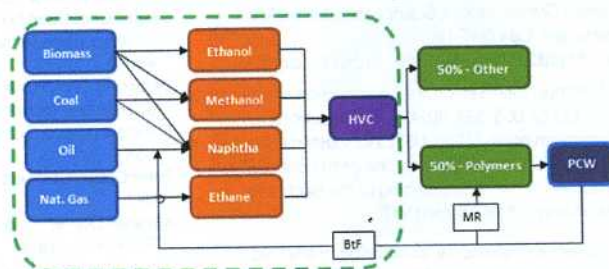 Biomass
Ethanol
50% - Other
Coal
Methanol
HVC
Oil
Naphtha
50% - Polymers
PCW
Nat. Gas
Ethane
MR
BtF